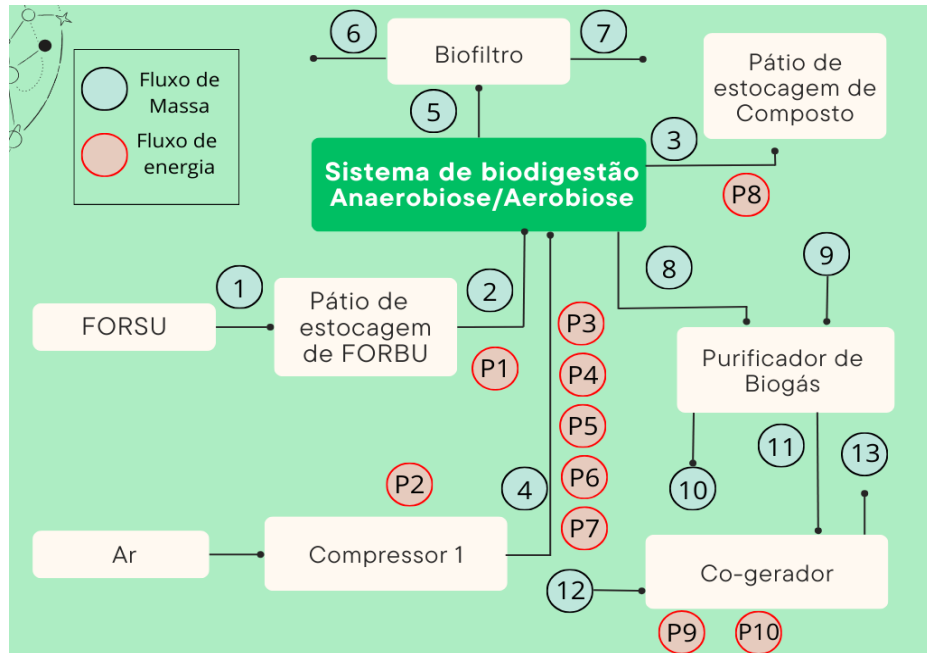 6
Biofiltro
7
Fluxo de
Massa
Fluxo de
energia
5
Pátio de
estocagem de
Composto
3
Sistema de biodigestão
Anaerobiose/Aerobiose
P8
1
2
8
9
FORSU
Pátio de
estocagem
de FORBU
P1
P3
P4
P5
P6
P7
Purificador de
Biogás
11
13
10
P2
4
Ar
Compressor 1
12
Co-gerador
P9
P10